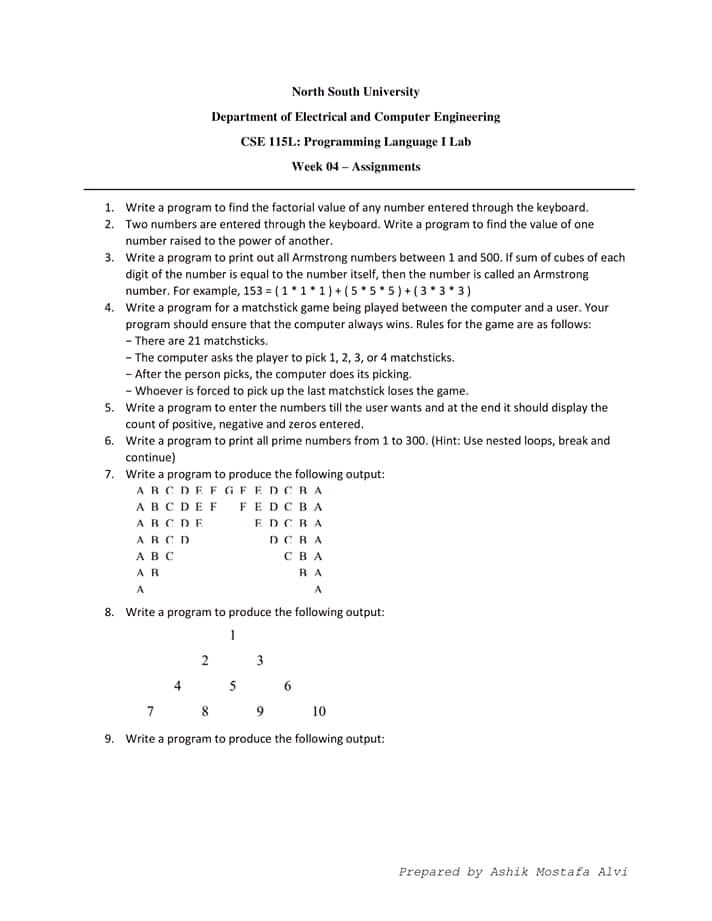 North South University
Department of Electrical and Computer Engineering
CSE 115L: Programming Language I Lab
Week 04 – Assignments
1. Write a program to find the factorial value of any number entered through the keyboard.
2. Two numbers are entered through the keyboard. Write a program to find the value of one
number raised to the power of another.
3. Write a program to print out all Armstrong numbers between 1 and 500. If sum of cubes of each
digit of the number is equal to the number itself, then the number is called an Armstrong
number. For example, 153 = ( 1 * 1 * 1 ) + ( 5 * 5 * 5 ) + ( 3 * 3 * 3 )
4. Write a program for a matchstick game being played between the computer and a user. Your
program should ensure that the computer always wins. Rules for the game are as follows:
− There are 21 matchsticks.
− The computer asks the player to pick 1, 2, 3, or 4 matchsticks.
− After the person picks, the computer does its picking.
− Whoever is forced to pick up the last matchstick loses the game.
5. Write a program to enter the numbers till the user wants and at the end it should display the
count of positive, negative and zeros entered.
6. Write a program to print all prime numbers from 1 to 300. (Hint: Use nested loops, break and
continue)
7. Write a program to produce the following output:
A B C D E F G F E D C B A
A B C D E F F E D C B A
A B C D E E D C B A
A B C D D C B A
A B C C B A
A B B A
A A
8. Write a program to produce the following output:
1
2 3
4 5 6
7 8 9 10
9. Write a program to produce the following output:
Prepared by Ashik Mostafa Alvi